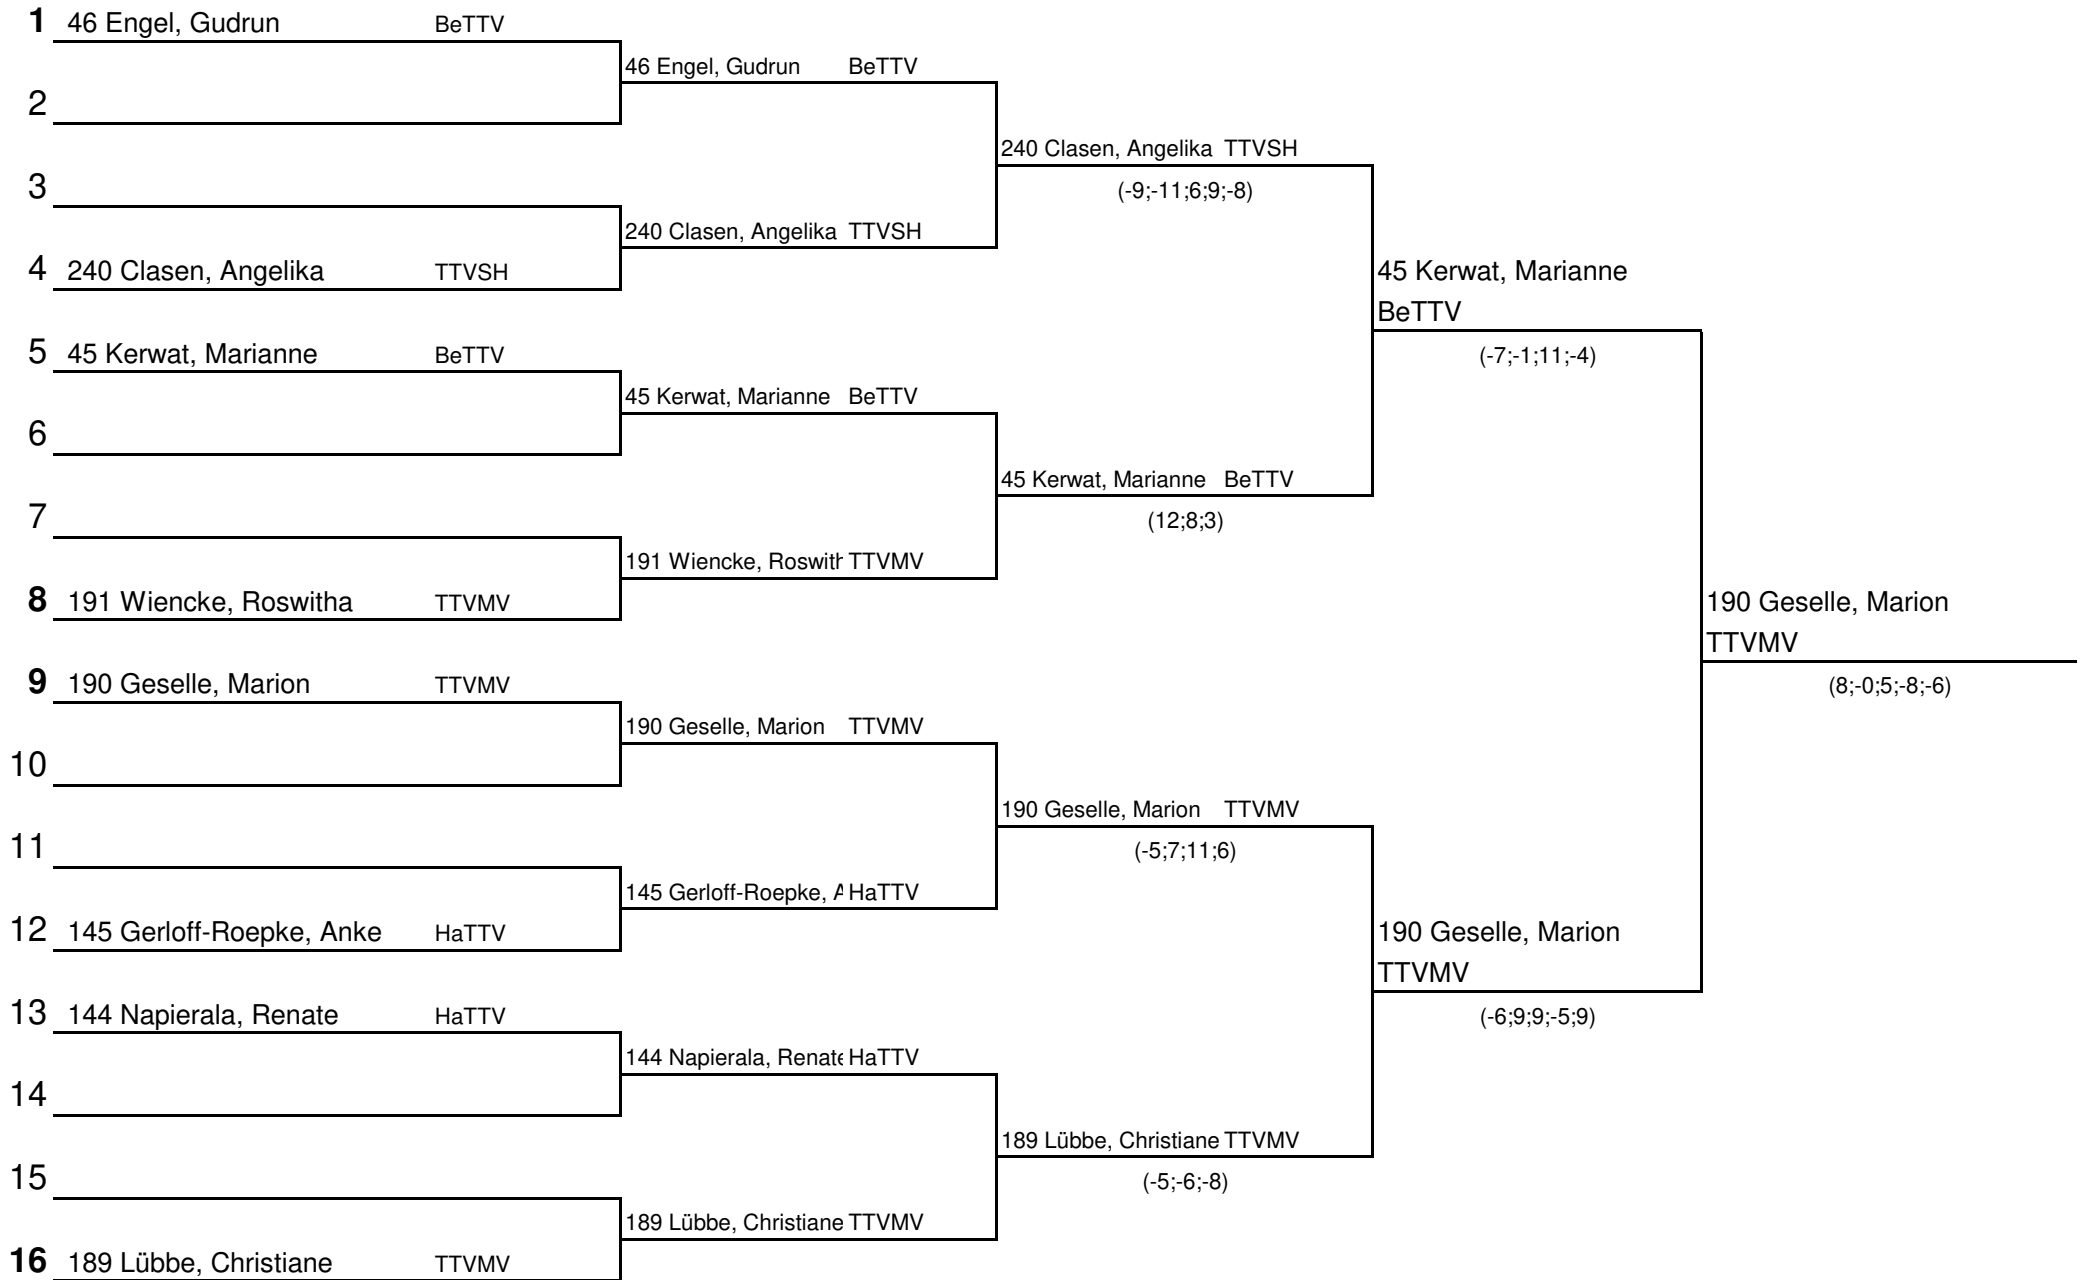 1 46 Engel, Gudrun BeTTV
46 Engel, Gudrun BeTTV
2
240 Clasen, Angelika TTVSH
3
(-9;-11;6;9;-8)
240 Clasen, Angelika TTVSH
4 240 Clasen, Angelika TTVSH
45 Kerwat, Marianne
BeTTV
5 45 Kerwat, Marianne BeTTV
(-7;-1;11;-4)
45 Kerwat, Marianne BeTTV
6
45 Kerwat, Marianne BeTTV
7
(12;8;3)
191 Wiencke, Roswith TTVMV
8 191 Wiencke, Roswitha TTVMV
190 Geselle, Marion
TTVMV
9 190 Geselle, Marion TTVMV
(8;-0;5;-8;-6)
190 Geselle, Marion TTVMV
10
190 Geselle, Marion TTVMV
11
(-5;7;11;6)
145 Gerloff-Roepke, A HaTTV
12 145 Gerloff-Roepke, Anke HaTTV
190 Geselle, Marion
TTVMV
13 144 Napierala, Renate HaTTV
(-6;9;9;-5;9)
144 Napierala, Renate HaTTV
14
189 Lübbe, Christiane TTVMV
15
(-5;-6;-8)
189 Lübbe, Christiane TTVMV
16 189 Lübbe, Christiane TTVMV